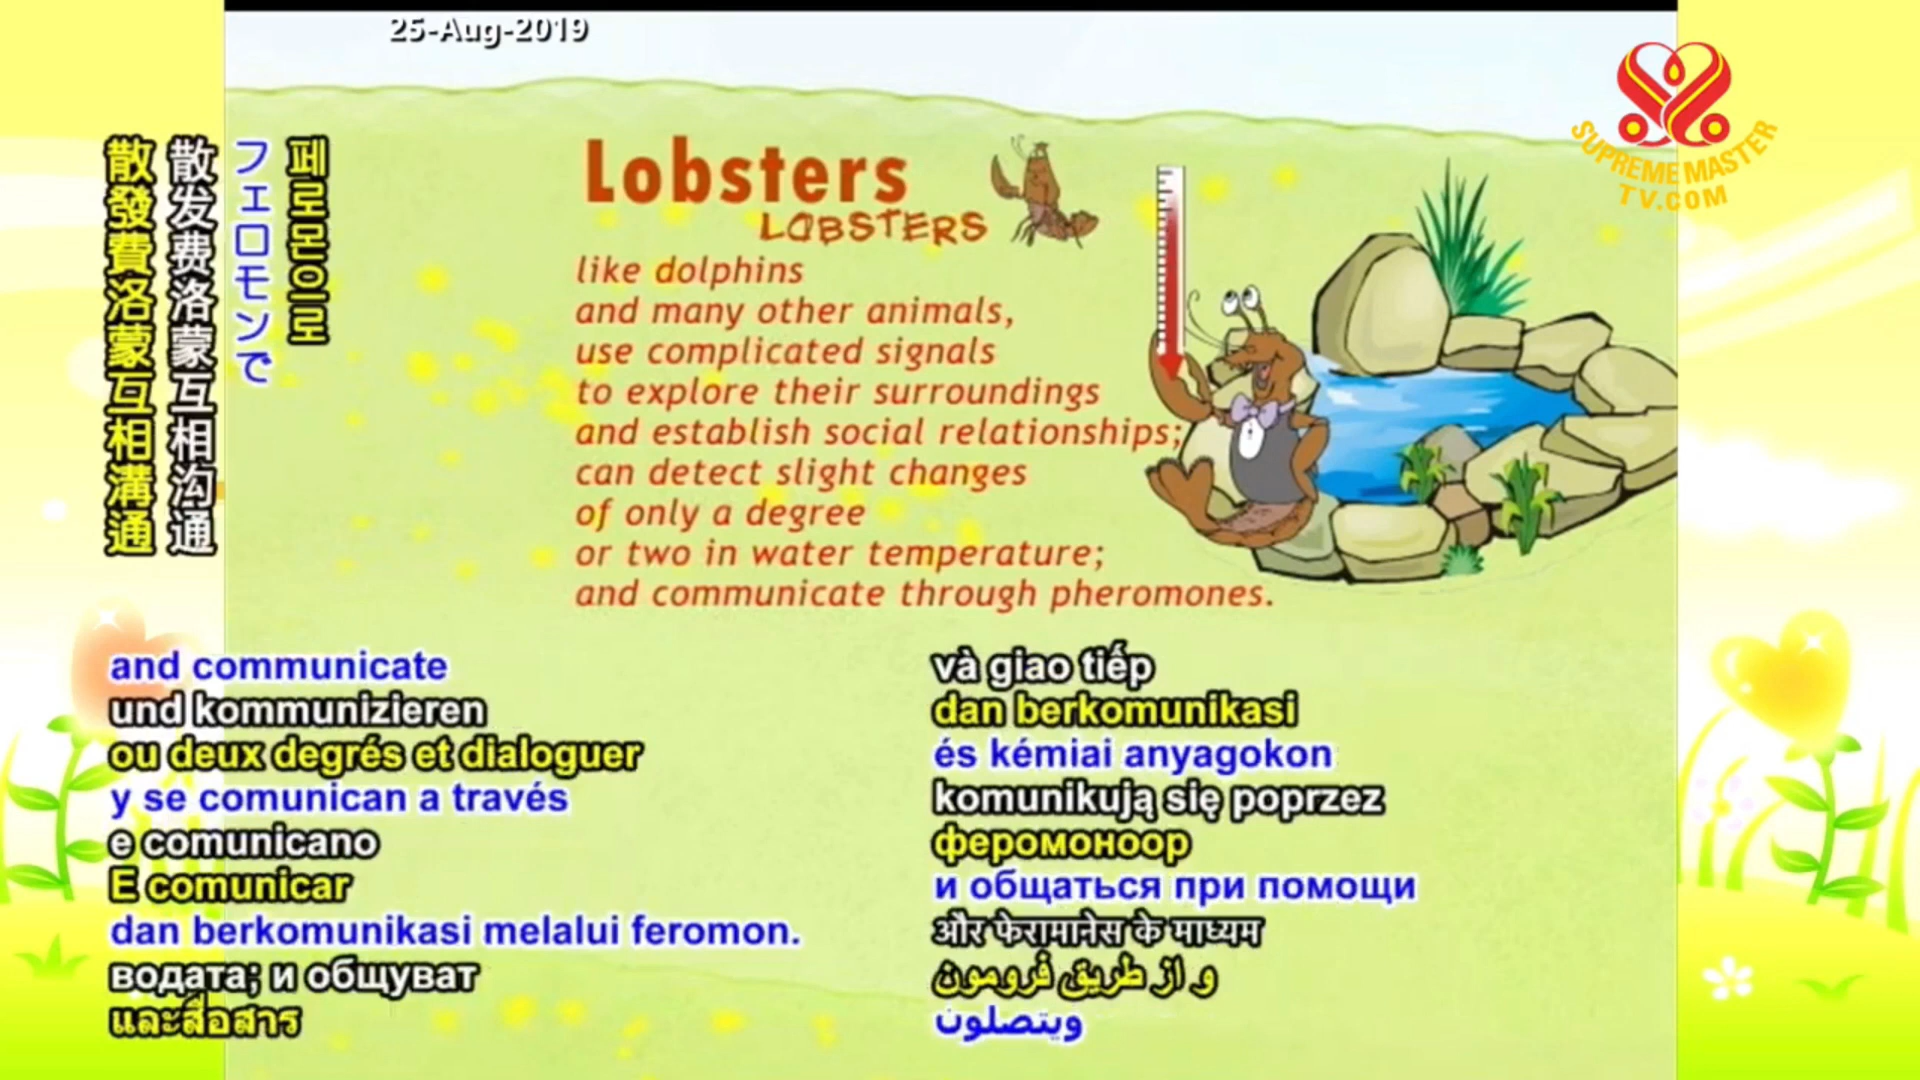 25-Aug-2019
SUPREME MASTER
TV.COM
散發費洛蒙互相溝通
散发费洛蒙互相沟通
フェロモンで
페로몬으로
Lobsters
LOBSTERS
like dolphins
and many other animals,
use complicated signals
to explore their surroundings
and establish social relationships;
can detect slight changes
of only a degree
or two in water temperature;
and communicate through pheromones.
and communicate
und kommunizieren
ou deux degrés et dialoguer
y se comunican a través
e comunicano
E comunicar
dan berkomunikasi melalui feromon.
водата; и общуват
และสื่อสาร
và giao tiếp
dan berkomunikasi
és kémiai anyagokon
komunikują się poprzez
феромоноор
и общаться при помощи
और फेरामानेस के माध्यम
و از طریق فرومون
ويتصلون